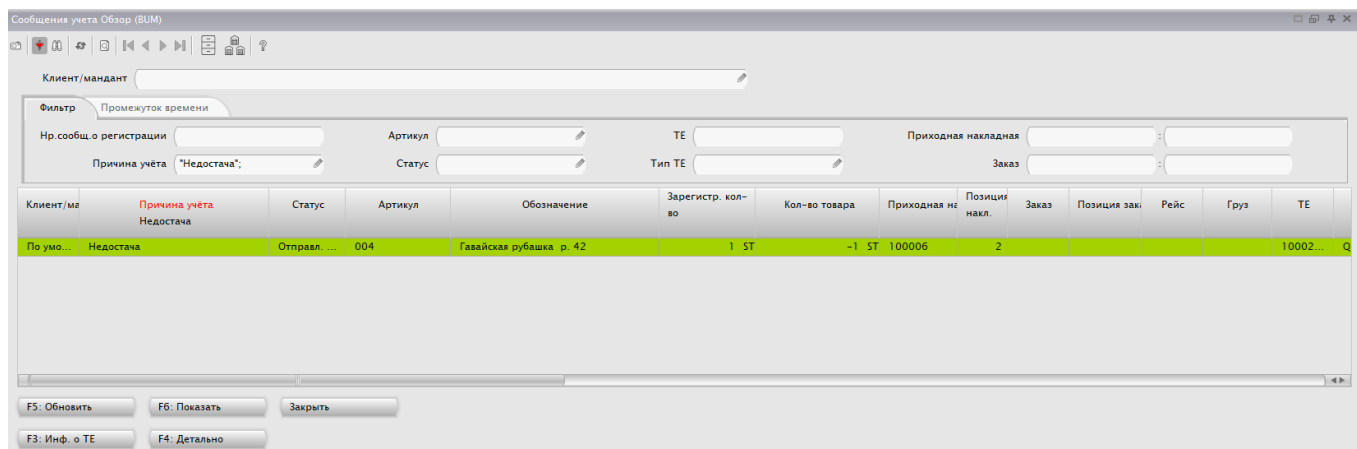 Сообщения учета Обзор (BUM)
Клиент/мандант
Фильтр Промежуток времени
Нр.сообщ.о регистрации Артикул ТЕ Приходная накладная :
Причина учёта "Недостача"; Статус Тип ТЕ Заказ :
Клиент/ма Причина учёта Недостача Статус Артикул Обозначение Зарегистр. кол-во Кол-во товара Приходная на Позиция накл. Заказ Позиция зака Рейс Груз ТЕ
По умо... Недостача Отправл. ... 004 Гавайская рубашка р. 42 1 ST -1 ST 100006 2 10002... Q
F5: Обновить F6: Показать Закрыть
F3: Инф. о ТЕ F4: Детально